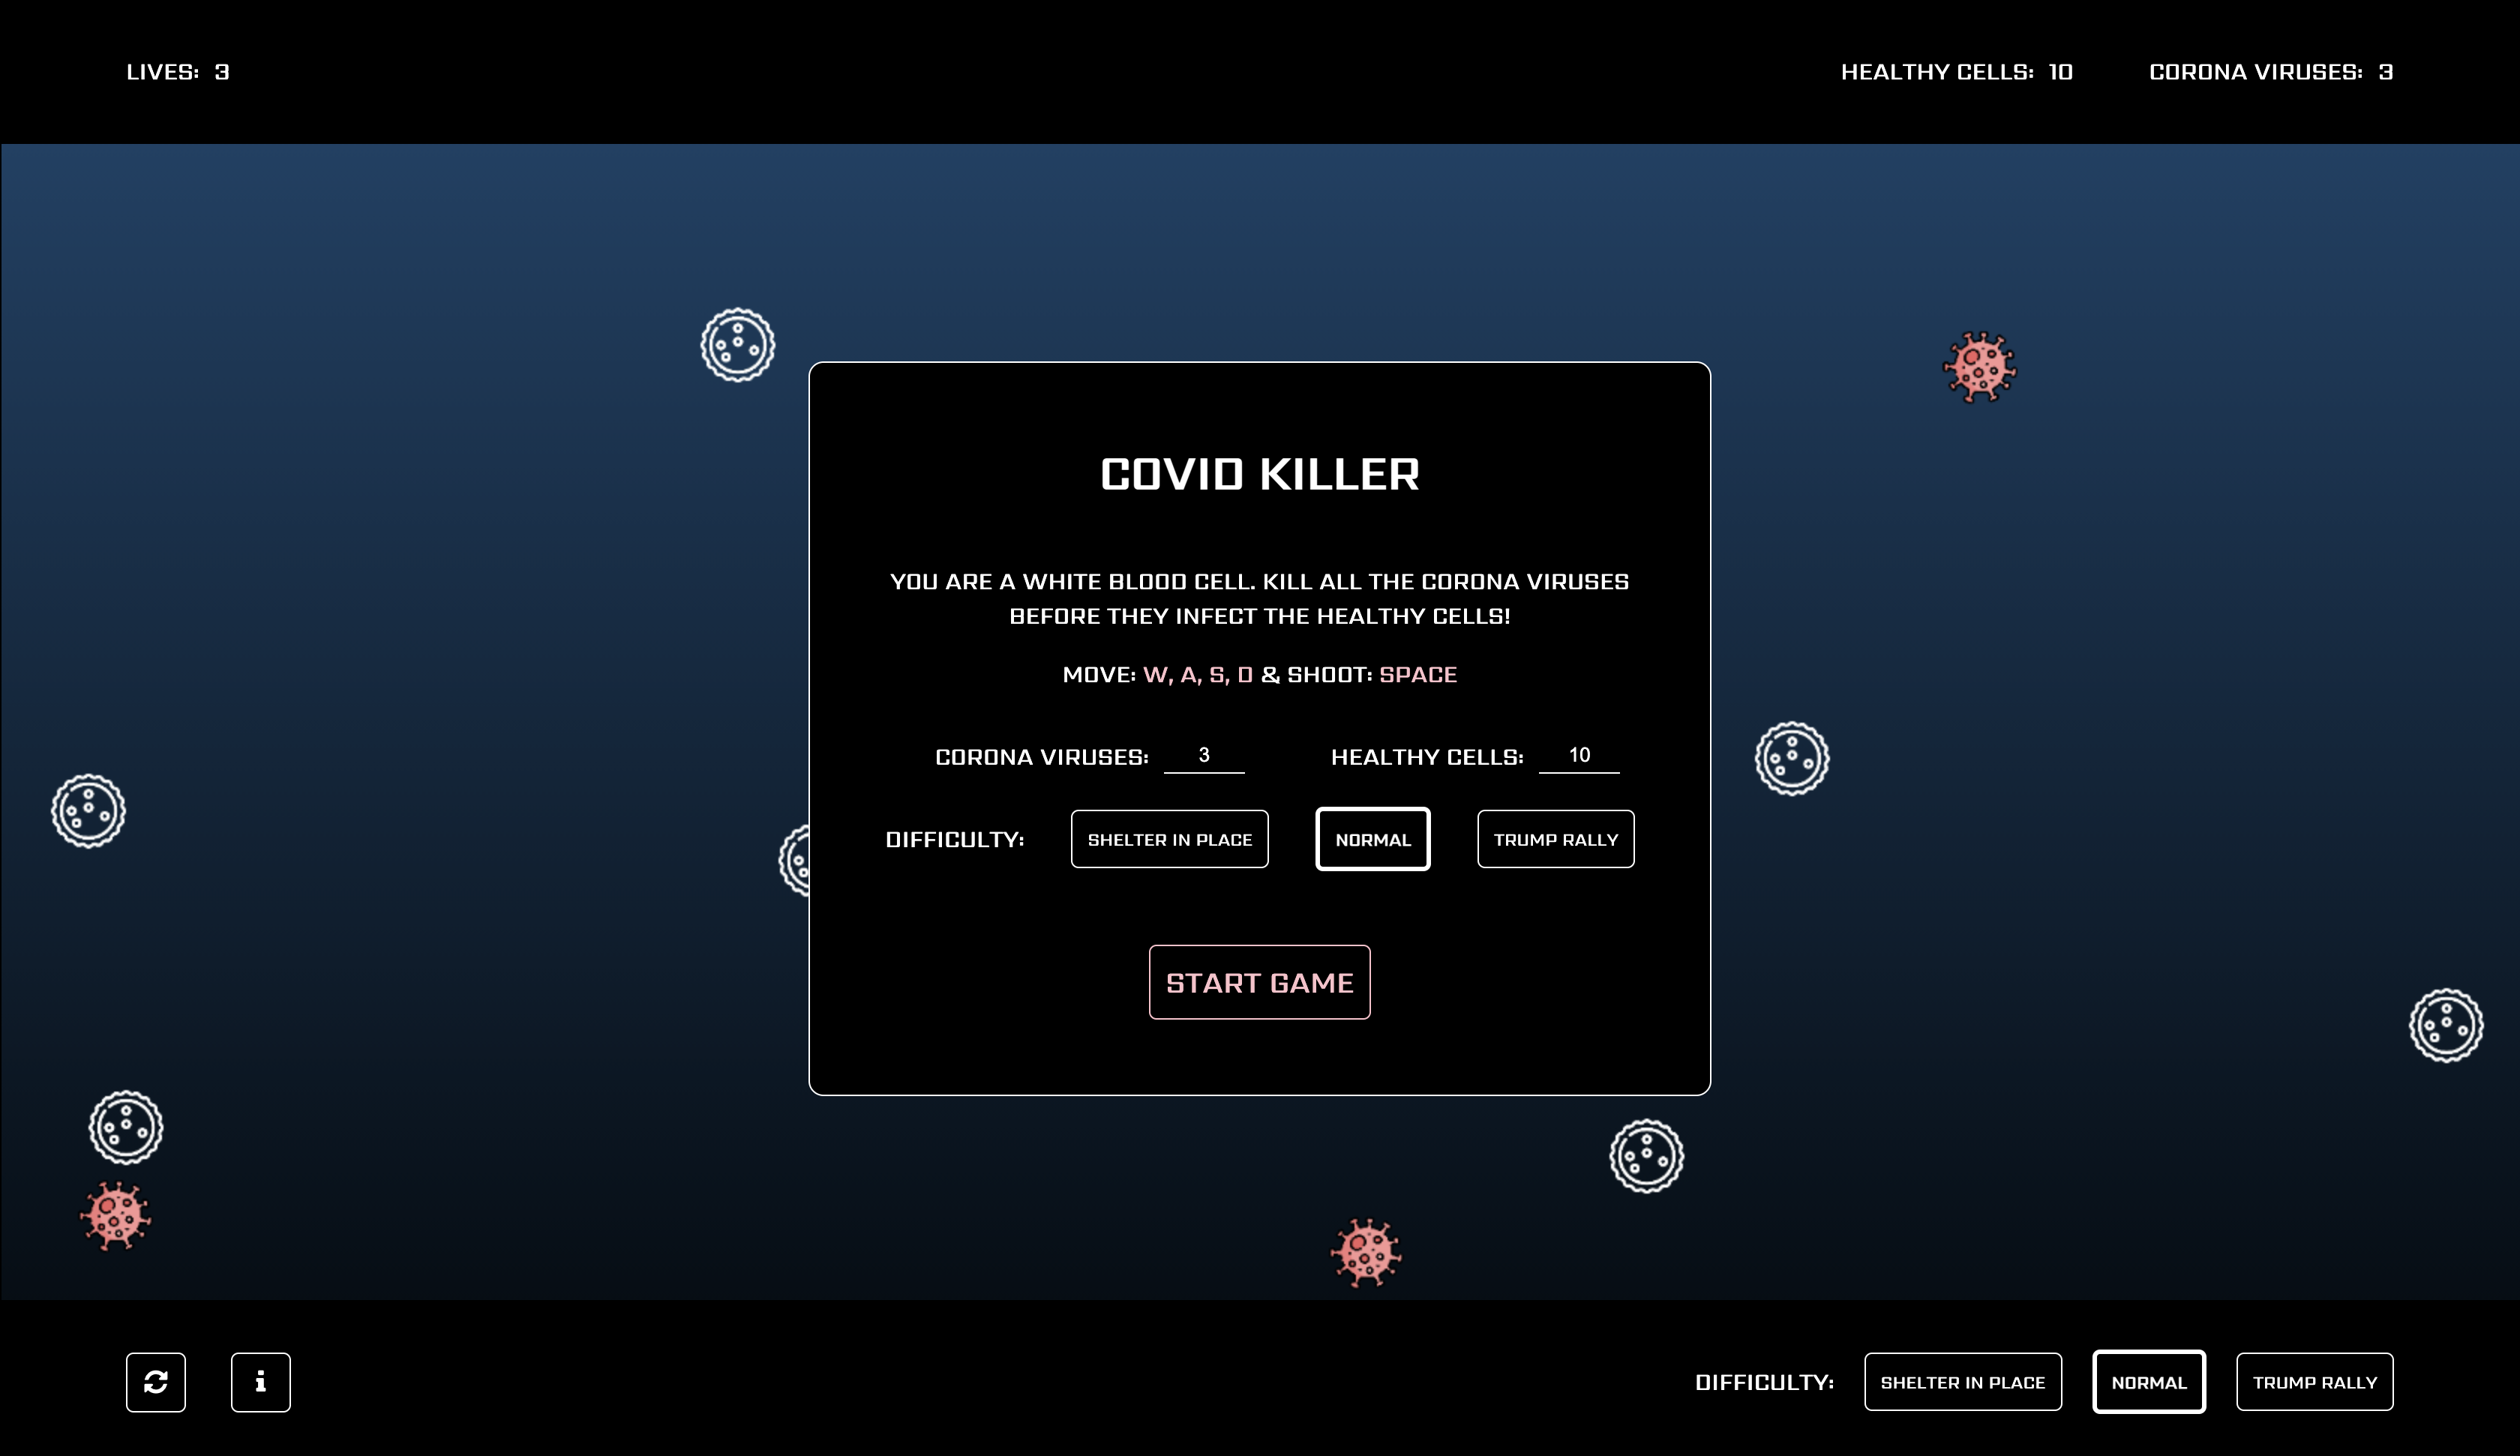 LIVES: 3
HEALTHY CELLS: 10
CORONA VIRUSES: 3
COVID KILLER
YOU ARE A WHITE BLOOD CELL. KILL ALL THE CORONA VIRUSES
BEFORE THEY INFECT THE HEALTHY CELLS!
MOVE: W, A, S, D & SHOOT: SPACE
CORONA VIRUSES: 3
HEALTHY CELLS: 10
DIFFICULTY: SHELTER IN PLACE NORMAL TRUMP RALLY
START GAME
DIFFICULTY: SHELTER IN PLACE NORMAL TRUMP RALLY